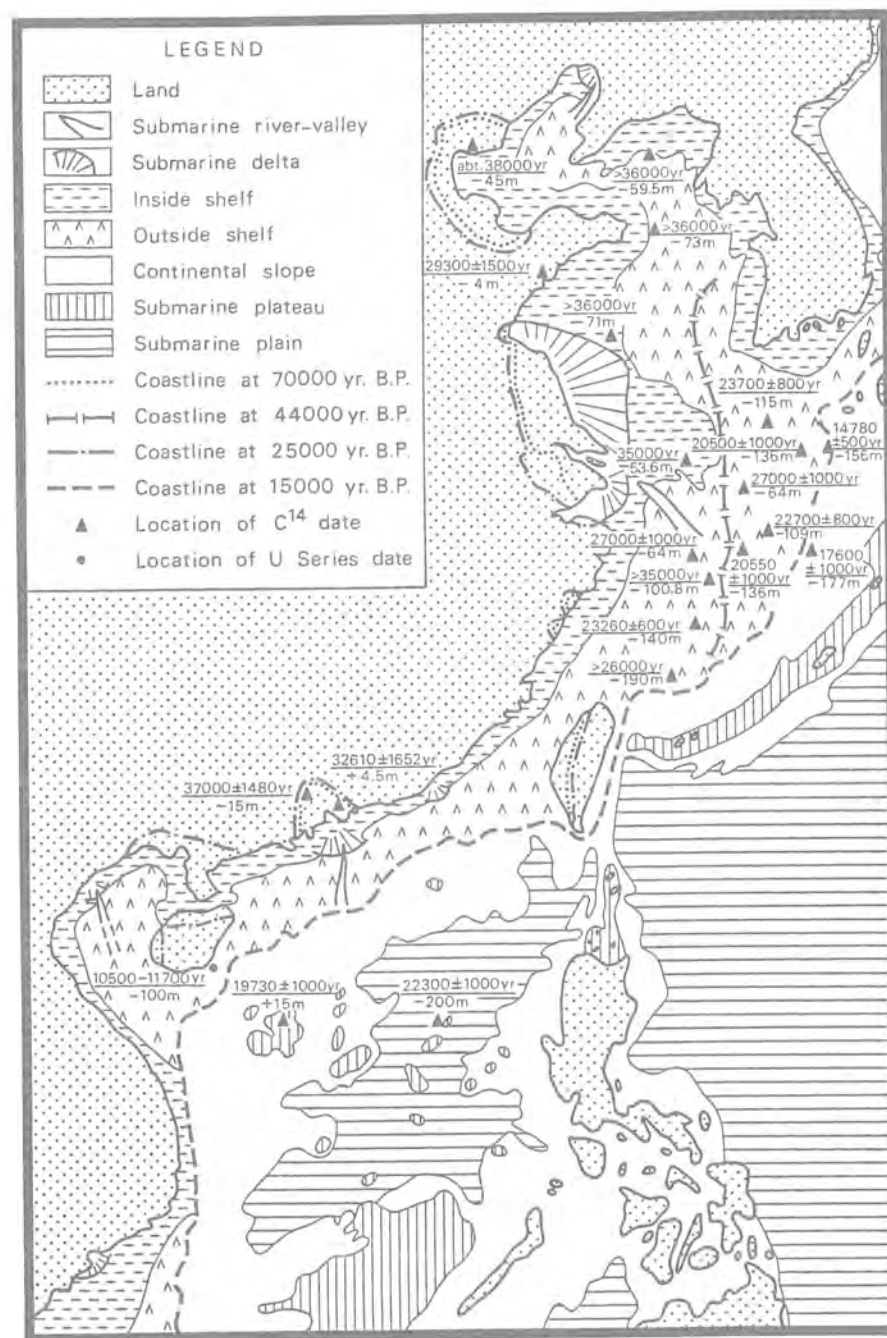 LEGEND
Land
Submarine river-valley
Submarine delta
Inside shelf
Outside shelf
Continental slope
Submarine plateau
Submarine plain
Coastline at 70000 yr. B.P.
Coastline at 44000 yr. B.P.
Coastline at 25000 yr. B.P.
Coastline at 15000 yr. B.P.
Location of C14 date
Location of U Series date
abt.38000yr
-45m
>36000yr
-59.5m
>36000yr
-73m
29300±1500yr
4m
>36000yr
-71m
23700±800yr
-115m
14780
±500yr
-156m
20500±1000yr
-136m
35000yr
-53.6m
27000±1000yr
-64m
22700±800yr
-109m
27000±1000yr
-64m
17600
±1000yr
-177m
20550
±1000yr
-136m
>35000yr
-100.8m
23260±600yr
-140m
>26000yr
-190m
32610±1652yr
+4.5m
37000±1480yr
-15m
10500-11700yr
-100m
19730±1000yr
+15m
22300±1000yr
-200m